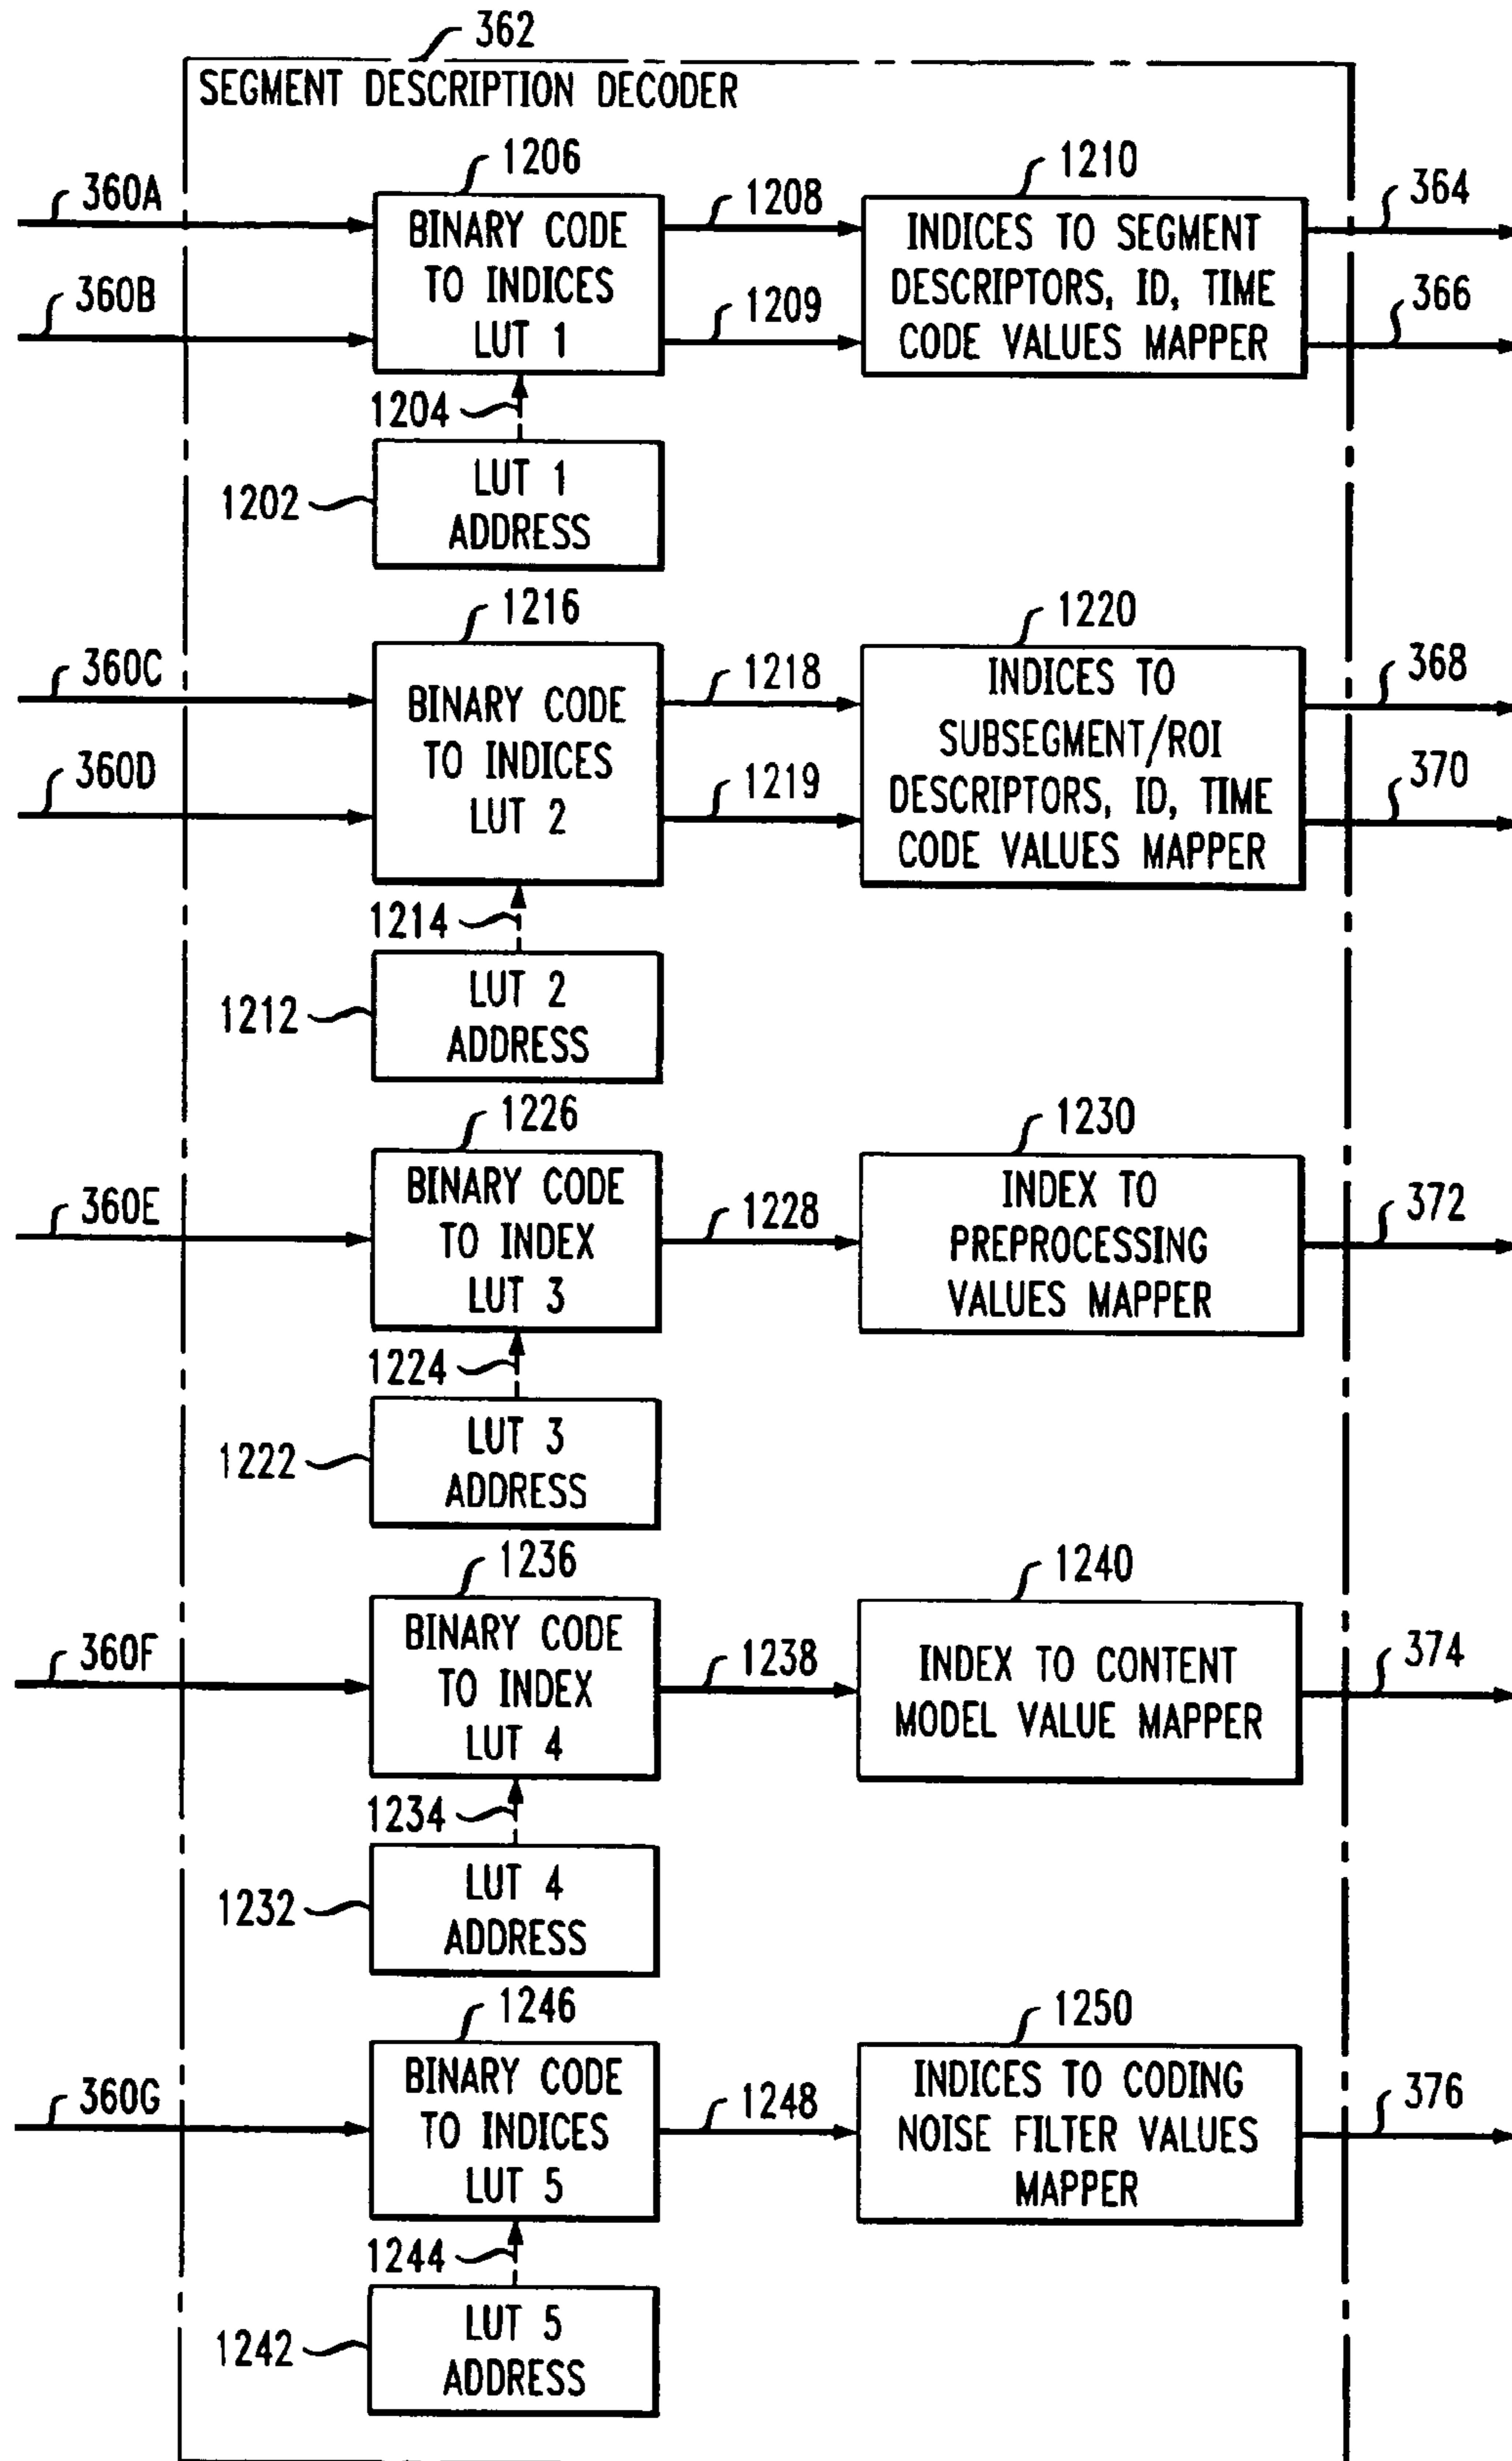 362
SEGMENT DESCRIPTION DECODER
1206
1210
360A
1208
364
BINARY CODE
TO INDICES
LUT 1
INDICES TO SEGMENT
DESCRIPTORS, ID, TIME
CODE VALUES MAPPER
360B
1209
366
1204
1202
LUT 1
ADDRESS
1216
1220
360C
1218
368
BINARY CODE
TO INDICES
LUT 2
INDICES TO
SUBSEGMENT/ROI
DESCRIPTORS, ID, TIME
CODE VALUES MAPPER
360D
1219
370
1214
1212
LUT 2
ADDRESS
1226
1230
360E
1228
372
BINARY CODE
TO INDEX
LUT 3
INDEX TO
PREPROCESSING
VALUES MAPPER
1224
1222
LUT 3
ADDRESS
1236
1240
360F
1238
374
BINARY CODE
TO INDEX
LUT 4
INDEX TO CONTENT
MODEL VALUE MAPPER
1234
1232
LUT 4
ADDRESS
1246
1250
360G
1248
376
BINARY CODE
TO INDICES
LUT 5
INDICES TO CODING
NOISE FILTER VALUES
MAPPER
1244
1242
LUT 5
ADDRESS